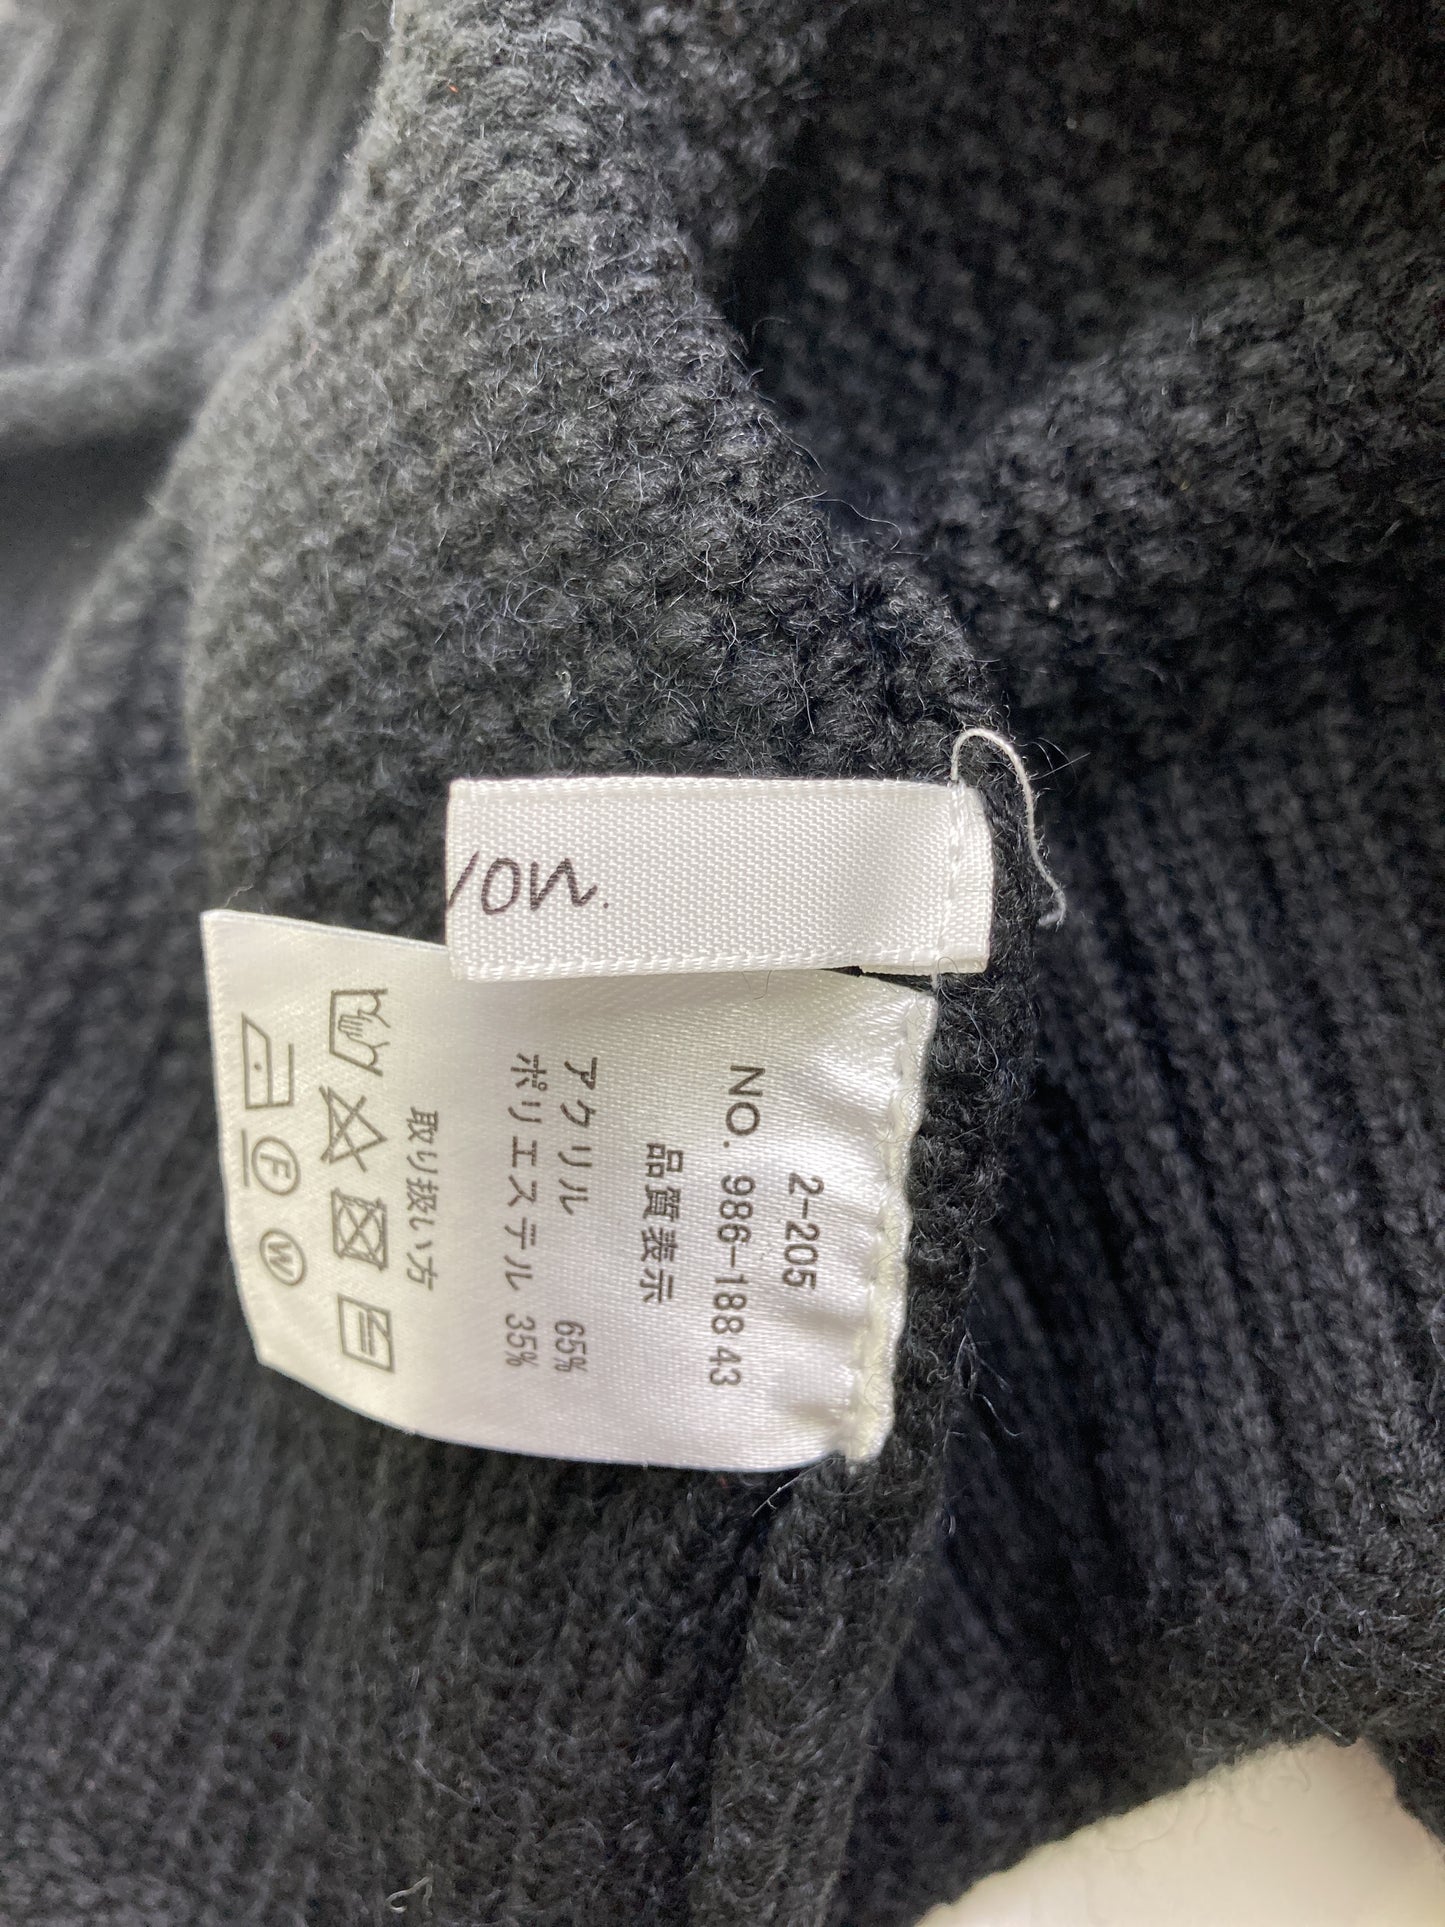 von.
2-205
NO. 986-188 43
品質表示
アクリル 65%
ポリエステル 35%
取り扱い方
F W